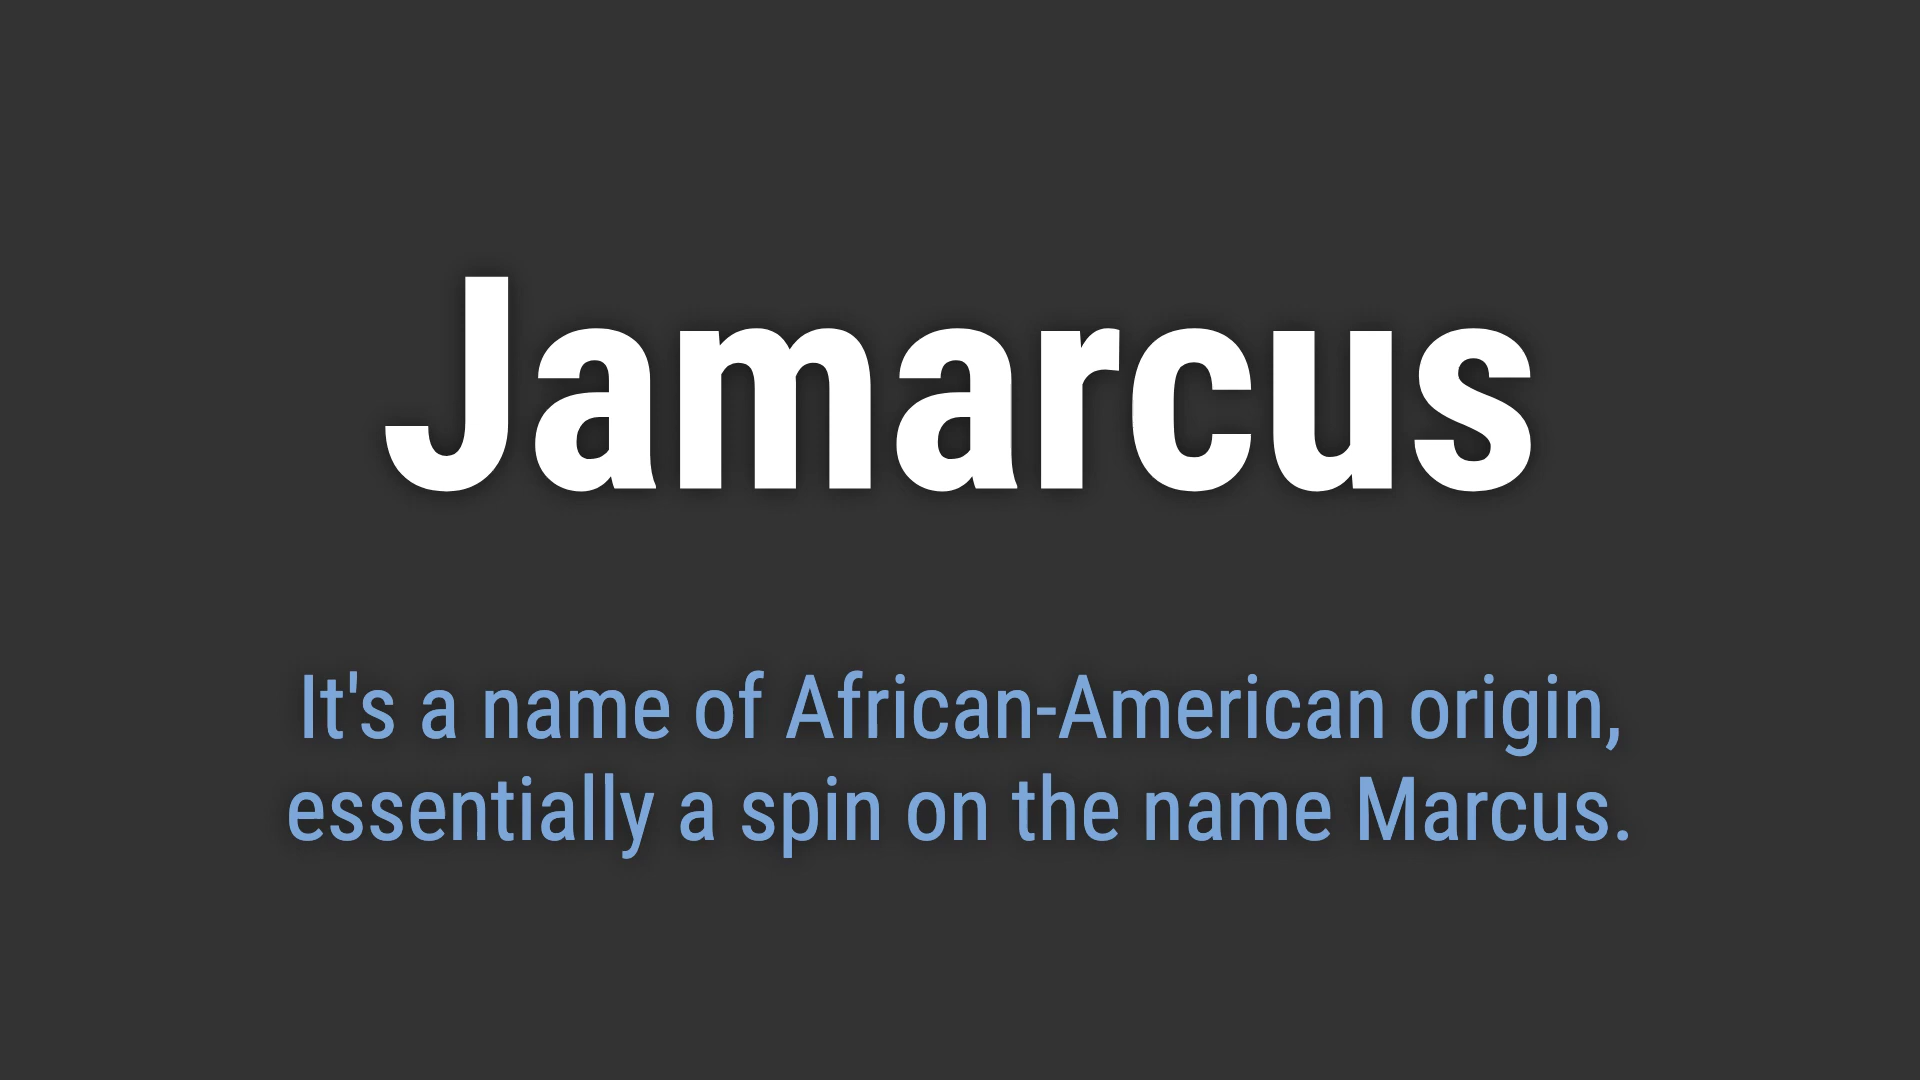 Jamarcus
It's a name of African-American origin,
essentially a spin on the name Marcus.